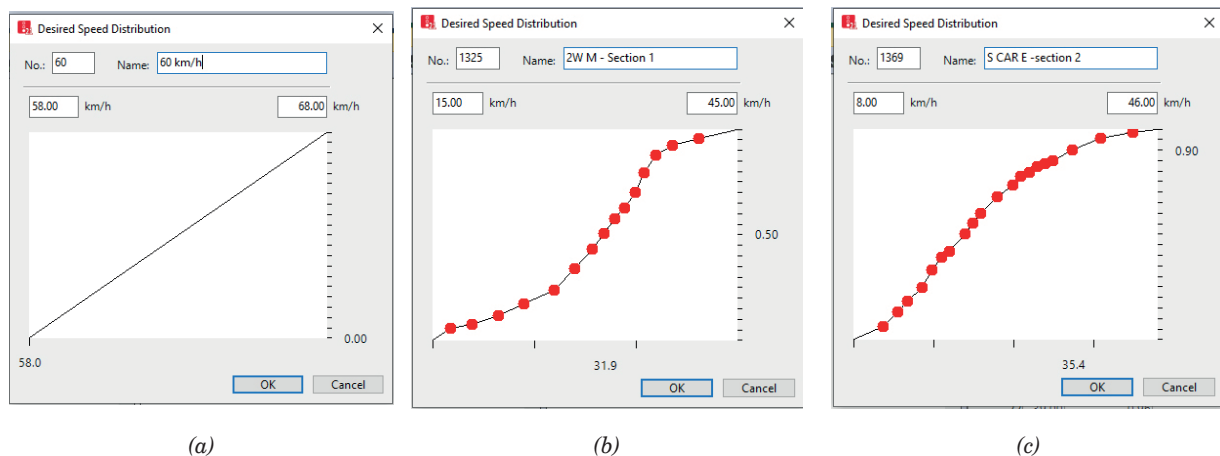 Desired Speed Distribution
No.: 60 Name: 60 km/h
58.00 km/h 68.00 km/h
0.00
58.0
OK Cancel
(a)
Desired Speed Distribution
No.: 1325 Name: 2W M - Section 1
15.00 km/h 45.00 km/h
0.50
31.9
OK Cancel
(b)
Desired Speed Distribution
No.: 1369 Name: S CAR E -section 2
8.00 km/h 46.00 km/h
0.90
35.4
OK Cancel
(c)